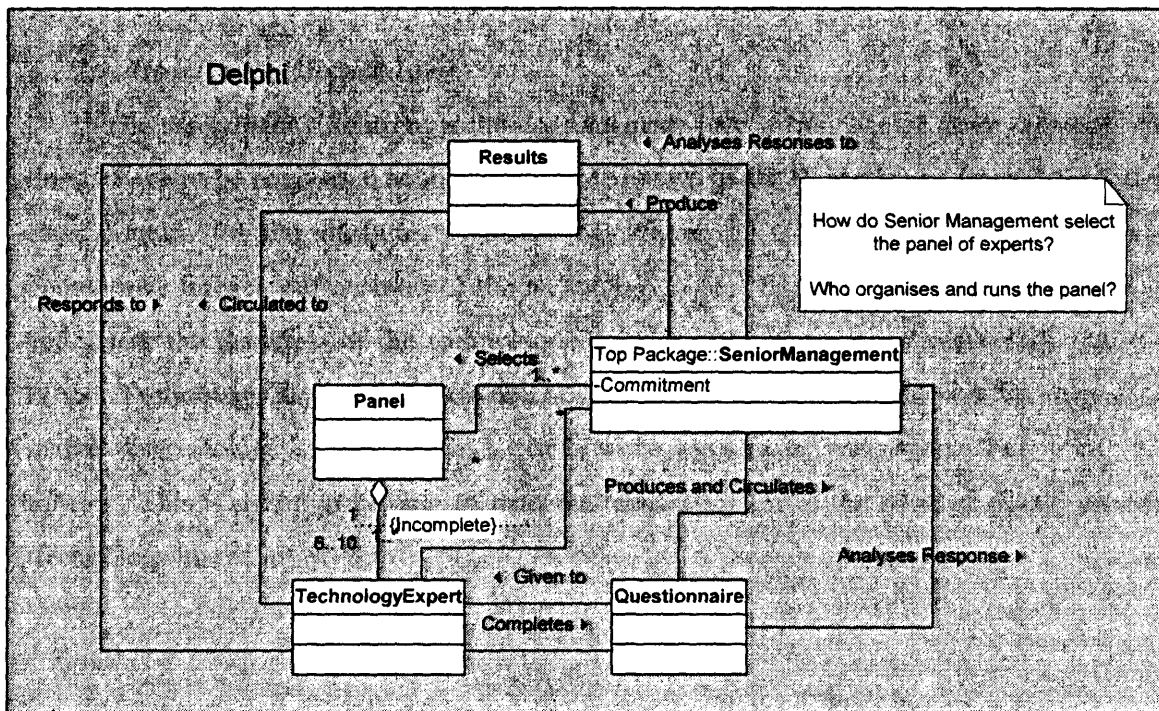 Delphi
Results
◄ Analyses Resonses to
◄ Produce
How do Senior Management select
the panel of experts?
Who organises and runs the panel?
Responds to ►
◄ Circulated to
◄ Selects
1..*
Top Package::SeniorManagement
-Commitment
Panel
*
*
Produces and Circulates ►
1
{Incomplete}
6..10
Analyses Response ►
◄ Given to
TechnologyExpert
Questionnaire
Completes ►